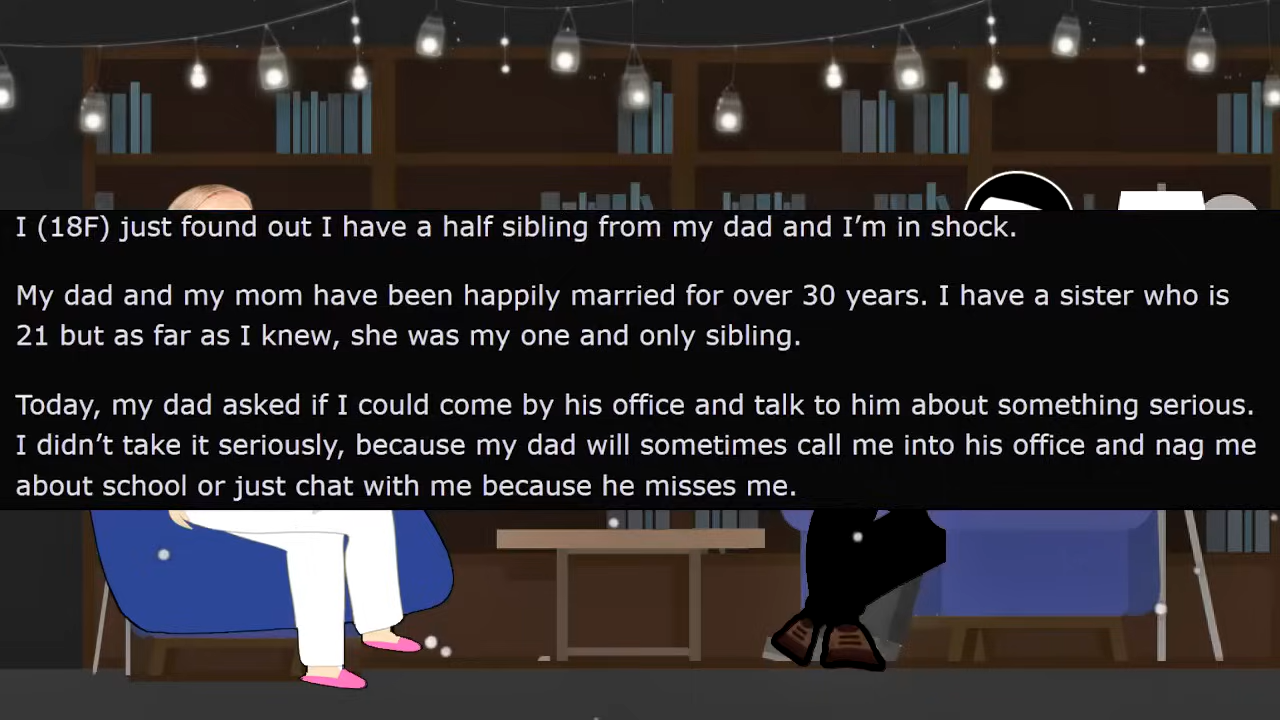 I (18F) just found out I have a half sibling from my dad and I’m in shock.
My dad and my mom have been happily married for over 30 years. I have a sister who is
21 but as far as I knew, she was my one and only sibling.
Today, my dad asked if I could come by his office and talk to him about something serious.
I didn’t take it seriously, because my dad will sometimes call me into his office and nag me
about school or just chat with me because he misses me.